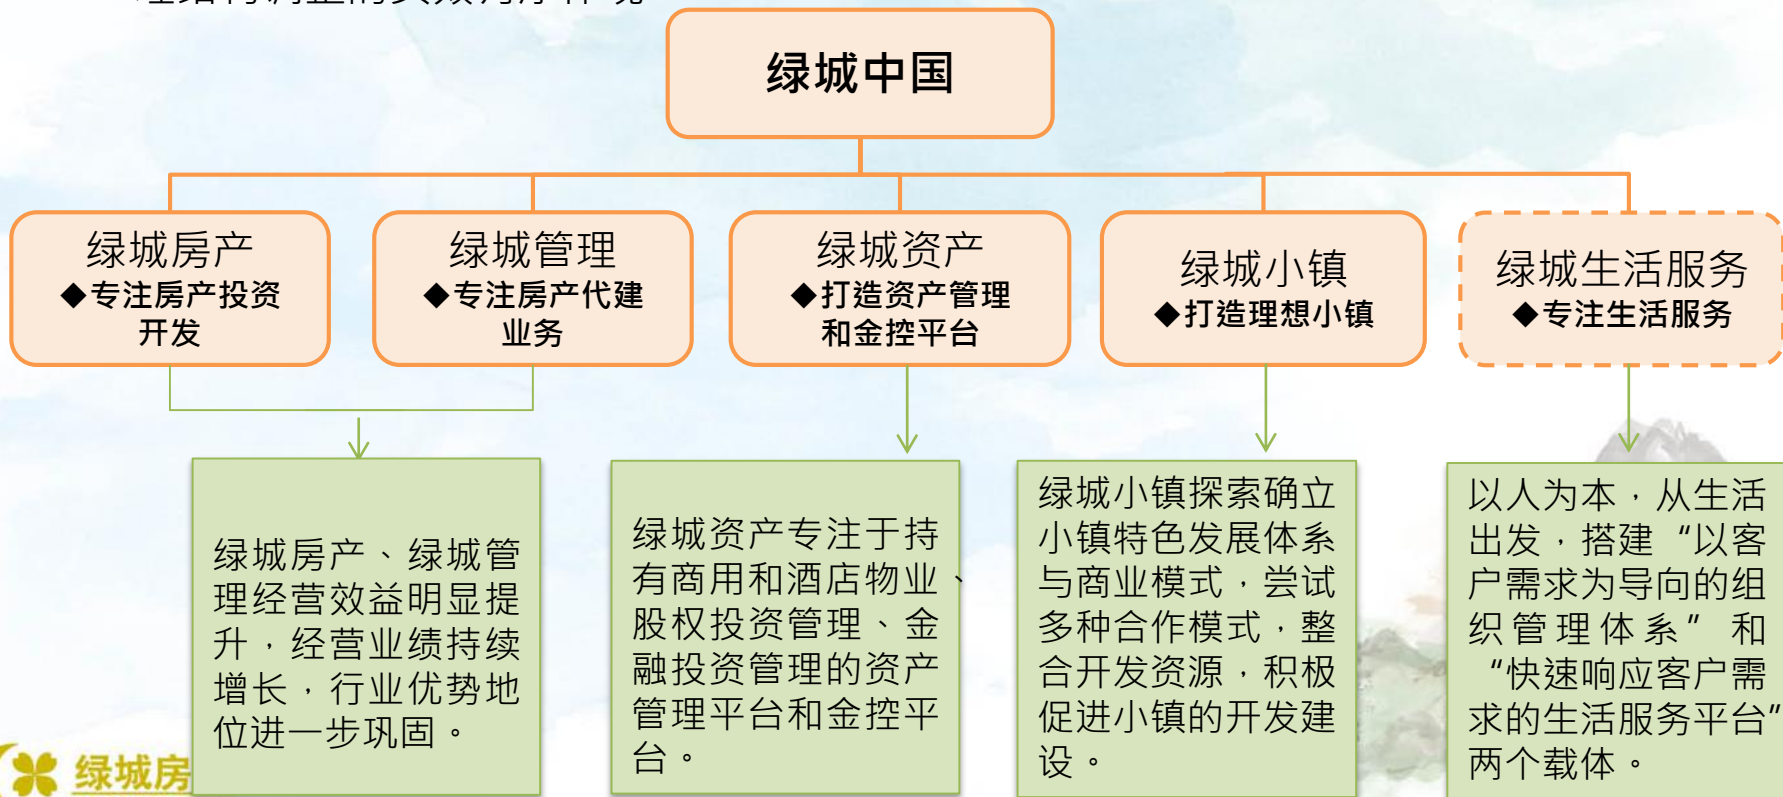 绿城中国
绿城房产
◆专注房产投资
开发
绿城管理
◆专注房产代建
业务
绿城资产
◆打造资产管理
和金控平台
绿城小镇
◆打造理想小镇
绿城生活服务
◆专注生活服务
绿城房产、绿城管
理经营效益明显提
升，经营业绩持续
增长，行业优势地
位进一步巩固。
绿城资产专注于持
有商用和酒店物业、
股权投资管理、金
融投资管理的资产
管理平台和金控平
台。
绿城小镇探索确立
小镇特色发展体系
与商业模式，尝试
多种合作模式，整
合开发资源，积极
促进小镇的开发建
设。
以人为本，从生活
出发，搭建“以客
户需求为导向的组
织管理体系”和
“快速响应客户需
求的生活服务平台”
两个载体。
绿城房